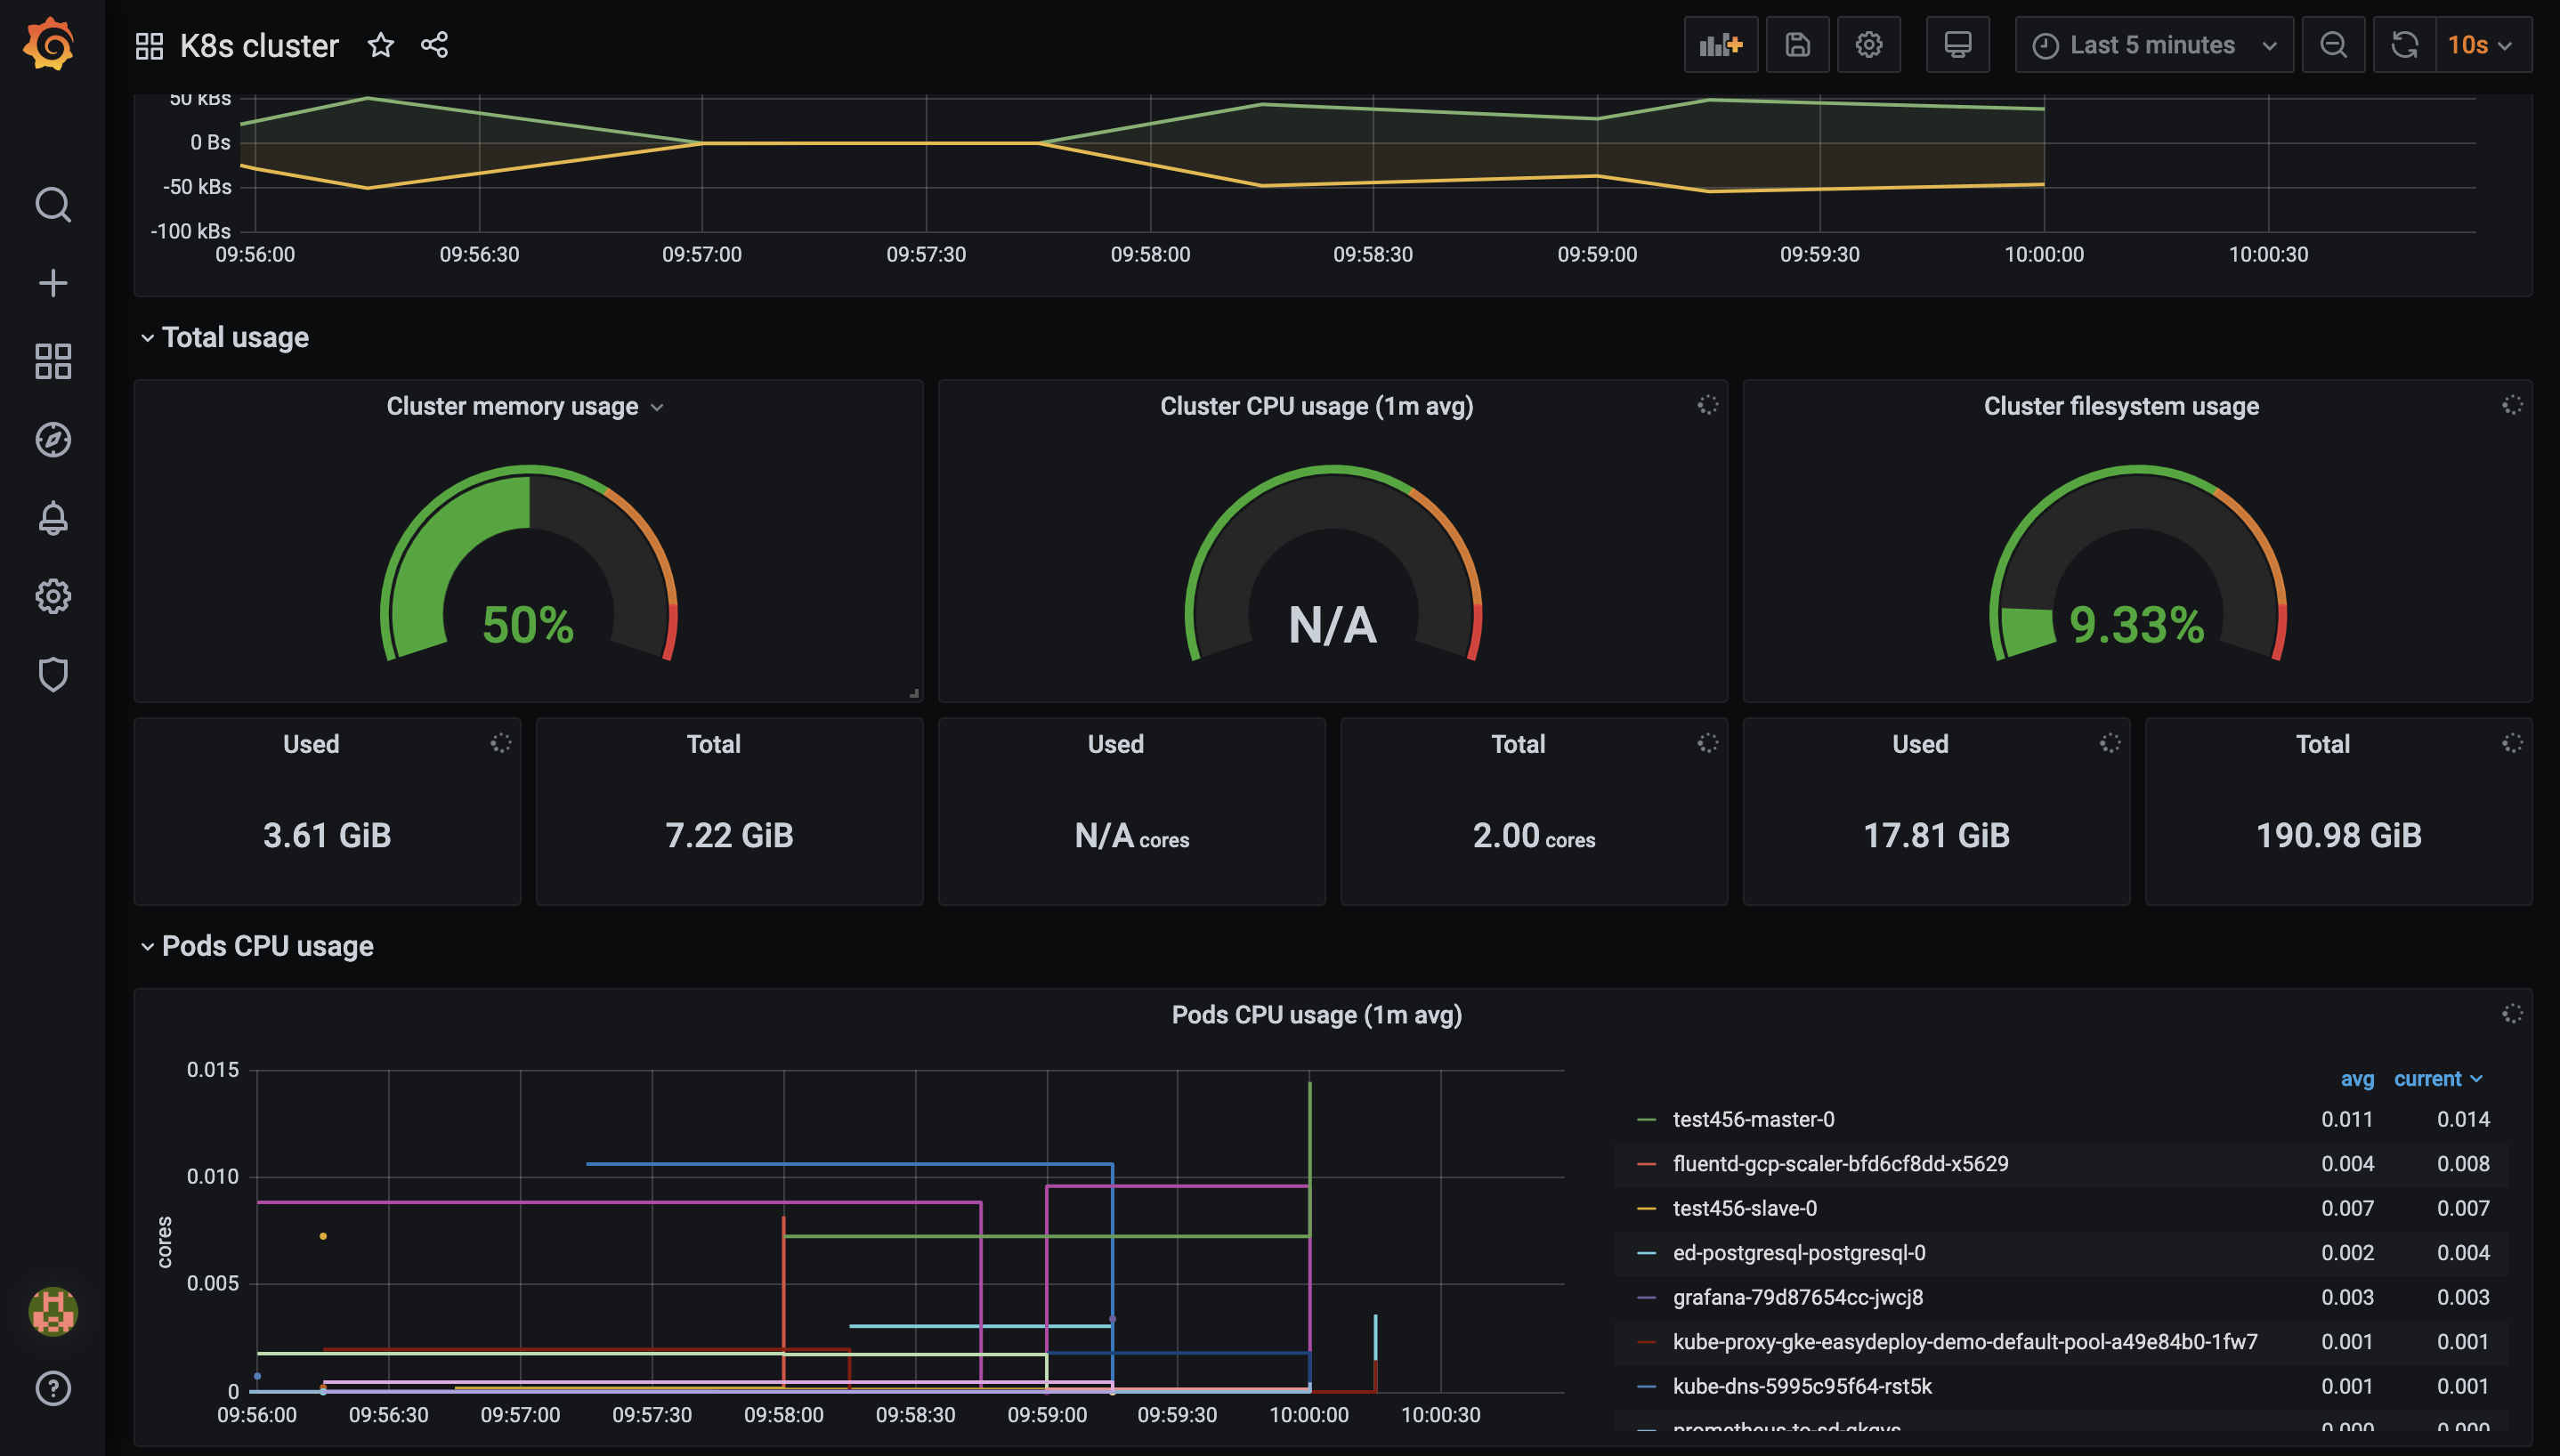 K8s cluster
Last 5 minutes
10s
50 kBs
0 Bs
-50 kBs
-100 kBs
09:56:00 09:56:30 09:57:00 09:57:30 09:58:00 09:58:30 09:59:00 09:59:30 10:00:00 10:00:30
Total usage
Cluster memory usage
50%
Cluster CPU usage (1m avg)
N/A
Cluster filesystem usage
9.33%
Used
3.61 GiB
Total
7.22 GiB
Used
N/A cores
Total
2.00 cores
Used
17.81 GiB
Total
190.98 GiB
Pods CPU usage
Pods CPU usage (1m avg)
cores
0.015
0.010
0.005
0
09:56:00 09:56:30 09:57:00 09:57:30 09:58:00 09:58:30 09:59:00 09:59:30 10:00:00 10:00:30
avg current
test456-master-0 0.011 0.014
fluentd-gcp-scaler-bfd6cf8dd-x5629 0.004 0.008
test456-slave-0 0.007 0.007
ed-postgresql-postgresql-0 0.002 0.004
grafana-79d87654cc-jwcj8 0.003 0.003
kube-proxy-gke-easydeploy-demo-default-pool-a49e84b0-1fw7 0.001 0.001
kube-dns-5995c95f64-rst5k 0.001 0.001
0.000 0.000